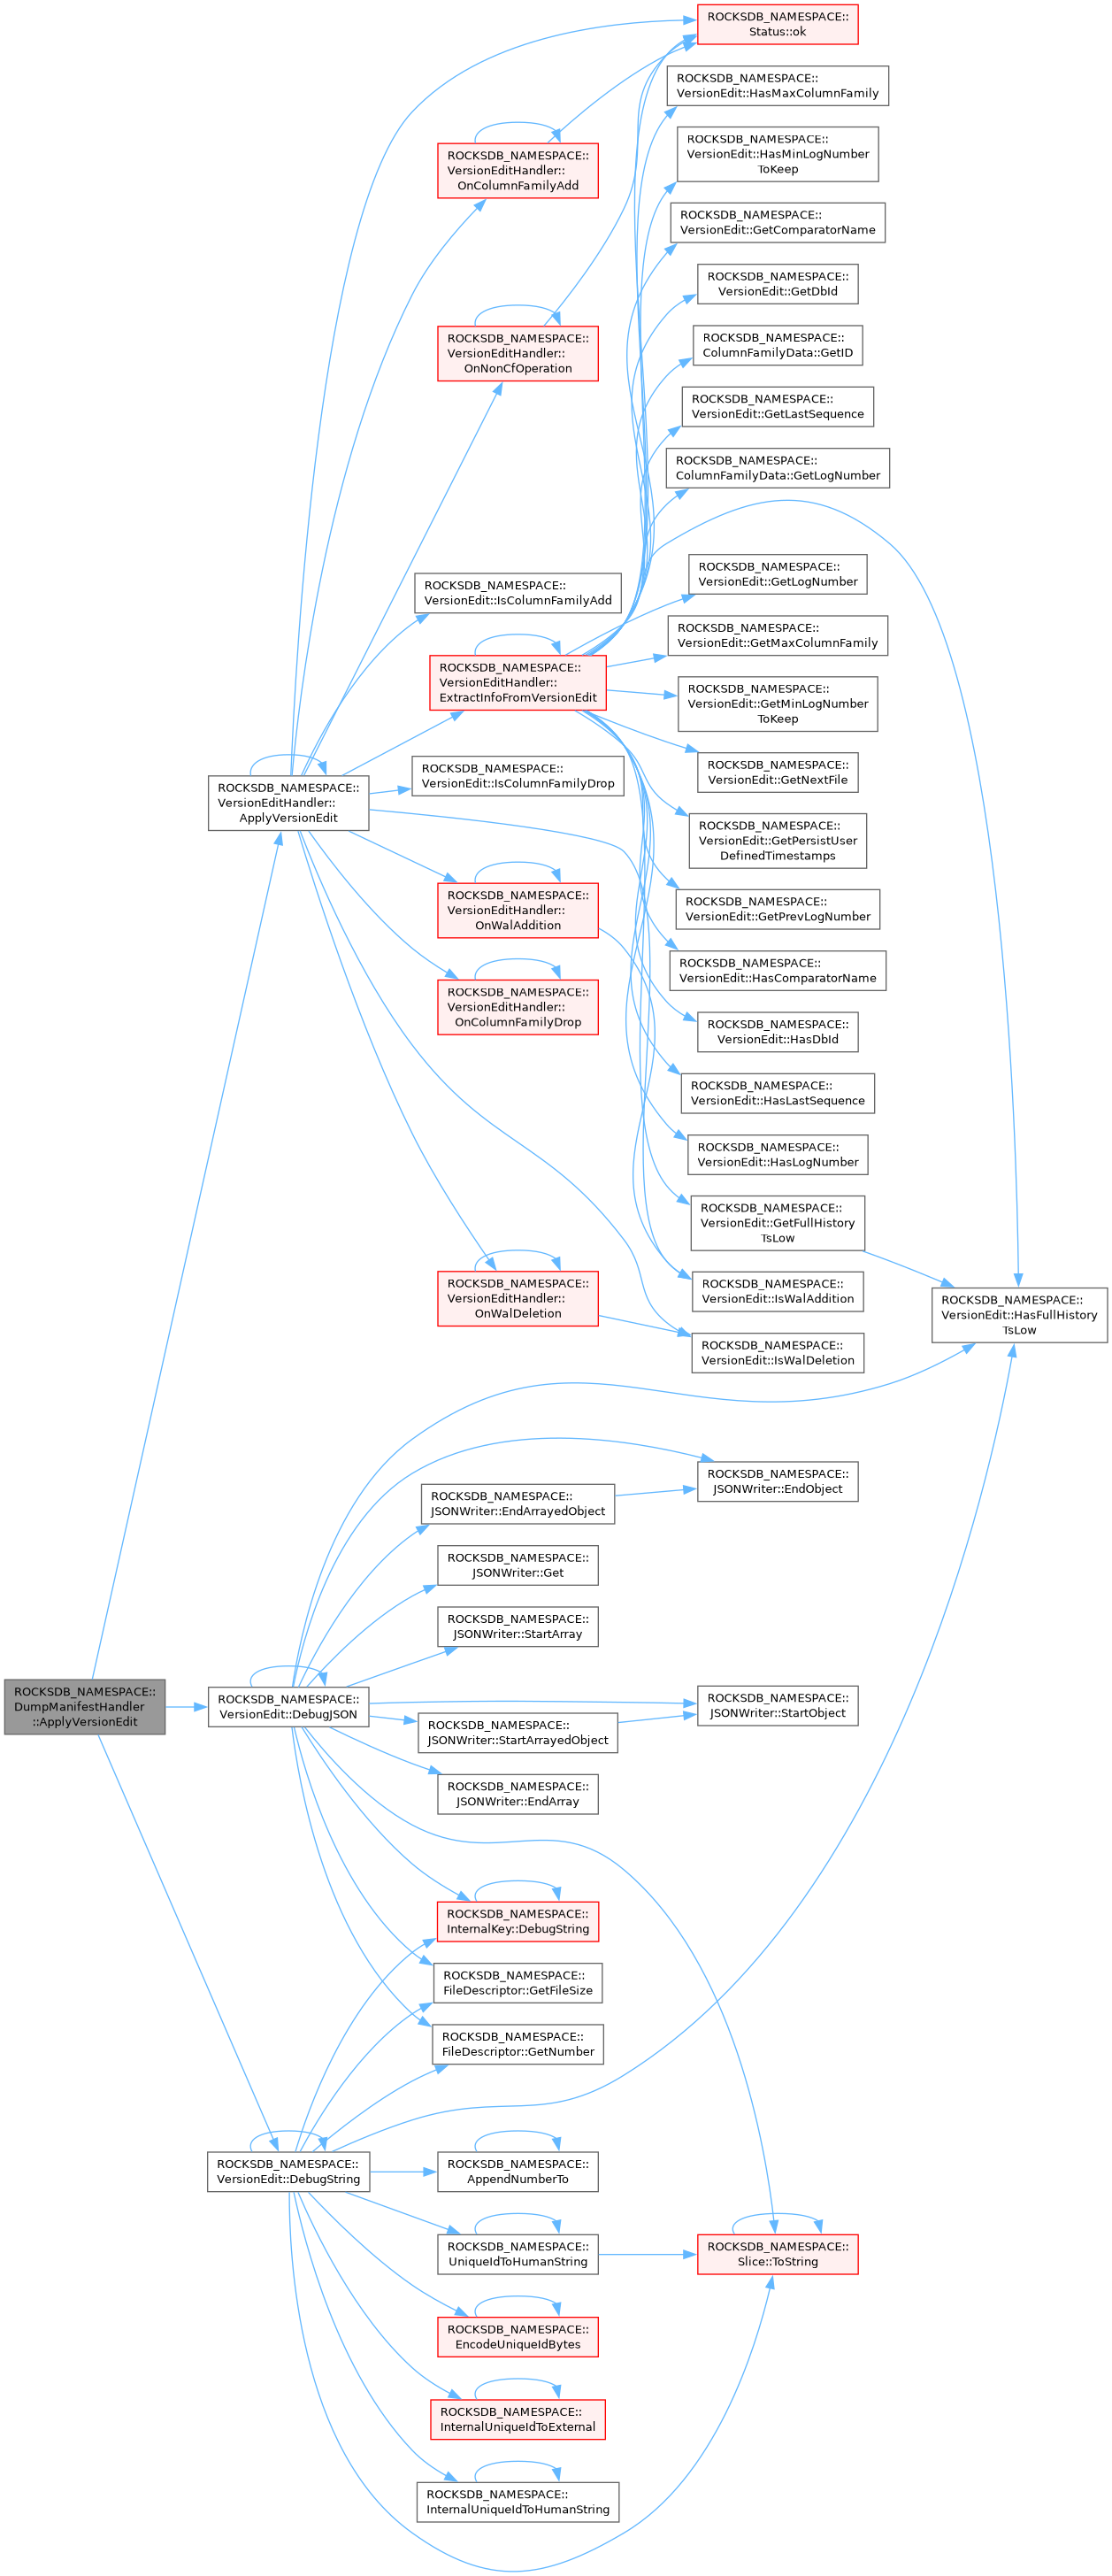 ROCKSDB_NAMESPACE::
DumpManifestHandler
::ApplyVersionEdit
ROCKSDB_NAMESPACE::
VersionEditHandler::
ApplyVersionEdit
ROCKSDB_NAMESPACE::
VersionEdit::DebugJSON
ROCKSDB_NAMESPACE::
VersionEdit::DebugString
ROCKSDB_NAMESPACE::
VersionEditHandler::
OnColumnFamilyAdd
ROCKSDB_NAMESPACE::
VersionEditHandler::
OnNonCfOperation
ROCKSDB_NAMESPACE::
VersionEdit::IsColumnFamilyAdd
ROCKSDB_NAMESPACE::
VersionEditHandler::
ExtractInfoFromVersionEdit
ROCKSDB_NAMESPACE::
VersionEdit::IsColumnFamilyDrop
ROCKSDB_NAMESPACE::
VersionEditHandler::
OnWalAddition
ROCKSDB_NAMESPACE::
VersionEditHandler::
OnColumnFamilyDrop
ROCKSDB_NAMESPACE::
VersionEditHandler::
OnWalDeletion
ROCKSDB_NAMESPACE::
JSONWriter::EndArrayedObject
ROCKSDB_NAMESPACE::
JSONWriter::Get
ROCKSDB_NAMESPACE::
JSONWriter::StartArray
ROCKSDB_NAMESPACE::
JSONWriter::StartArrayedObject
ROCKSDB_NAMESPACE::
JSONWriter::EndArray
ROCKSDB_NAMESPACE::
InternalKey::DebugString
ROCKSDB_NAMESPACE::
FileDescriptor::GetFileSize
ROCKSDB_NAMESPACE::
FileDescriptor::GetNumber
ROCKSDB_NAMESPACE::
AppendNumberTo
ROCKSDB_NAMESPACE::
UniqueIdToHumanString
ROCKSDB_NAMESPACE::
EncodeUniqueIdBytes
ROCKSDB_NAMESPACE::
InternalUniqueIdToExternal
ROCKSDB_NAMESPACE::
InternalUniqueIdToHumanString
ROCKSDB_NAMESPACE::
Status::ok
ROCKSDB_NAMESPACE::
VersionEdit::HasMaxColumnFamily
ROCKSDB_NAMESPACE::
VersionEdit::HasMinLogNumber
ToKeep
ROCKSDB_NAMESPACE::
VersionEdit::GetComparatorName
ROCKSDB_NAMESPACE::
VersionEdit::GetDbId
ROCKSDB_NAMESPACE::
ColumnFamilyData::GetID
ROCKSDB_NAMESPACE::
VersionEdit::GetLastSequence
ROCKSDB_NAMESPACE::
ColumnFamilyData::GetLogNumber
ROCKSDB_NAMESPACE::
VersionEdit::GetLogNumber
ROCKSDB_NAMESPACE::
VersionEdit::GetMaxColumnFamily
ROCKSDB_NAMESPACE::
VersionEdit::GetMinLogNumber
ToKeep
ROCKSDB_NAMESPACE::
VersionEdit::GetNextFile
ROCKSDB_NAMESPACE::
VersionEdit::GetPersistUser
DefinedTimestamps
ROCKSDB_NAMESPACE::
VersionEdit::GetPrevLogNumber
ROCKSDB_NAMESPACE::
VersionEdit::HasComparatorName
ROCKSDB_NAMESPACE::
VersionEdit::HasDbId
ROCKSDB_NAMESPACE::
VersionEdit::HasLastSequence
ROCKSDB_NAMESPACE::
VersionEdit::HasLogNumber
ROCKSDB_NAMESPACE::
VersionEdit::GetFullHistory
TsLow
ROCKSDB_NAMESPACE::
VersionEdit::IsWalAddition
ROCKSDB_NAMESPACE::
VersionEdit::IsWalDeletion
ROCKSDB_NAMESPACE::
JSONWriter::EndObject
ROCKSDB_NAMESPACE::
JSONWriter::StartObject
ROCKSDB_NAMESPACE::
Slice::ToString
ROCKSDB_NAMESPACE::
VersionEdit::HasFullHistory
TsLow